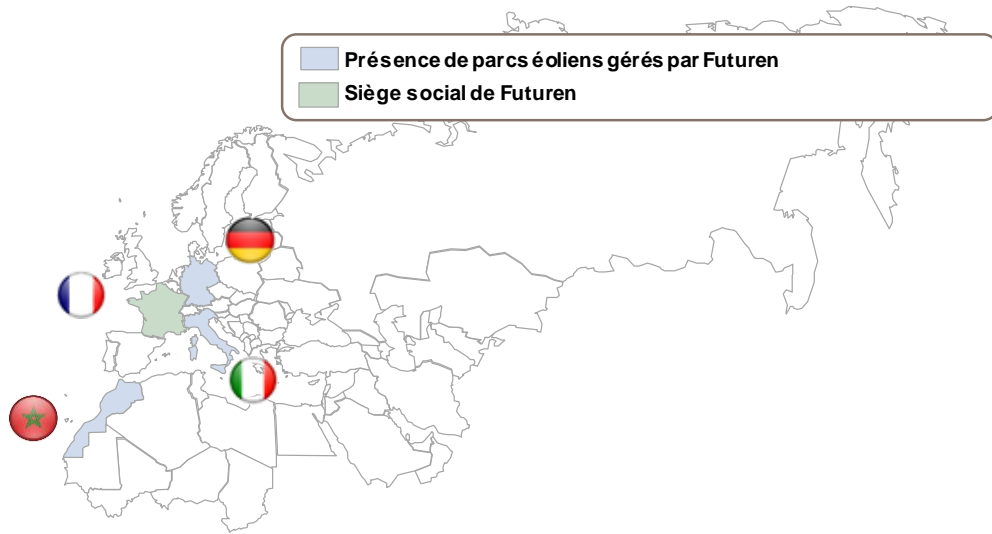 Présence de parcs éoliens gérés par Futuren
Siège social de Futuren